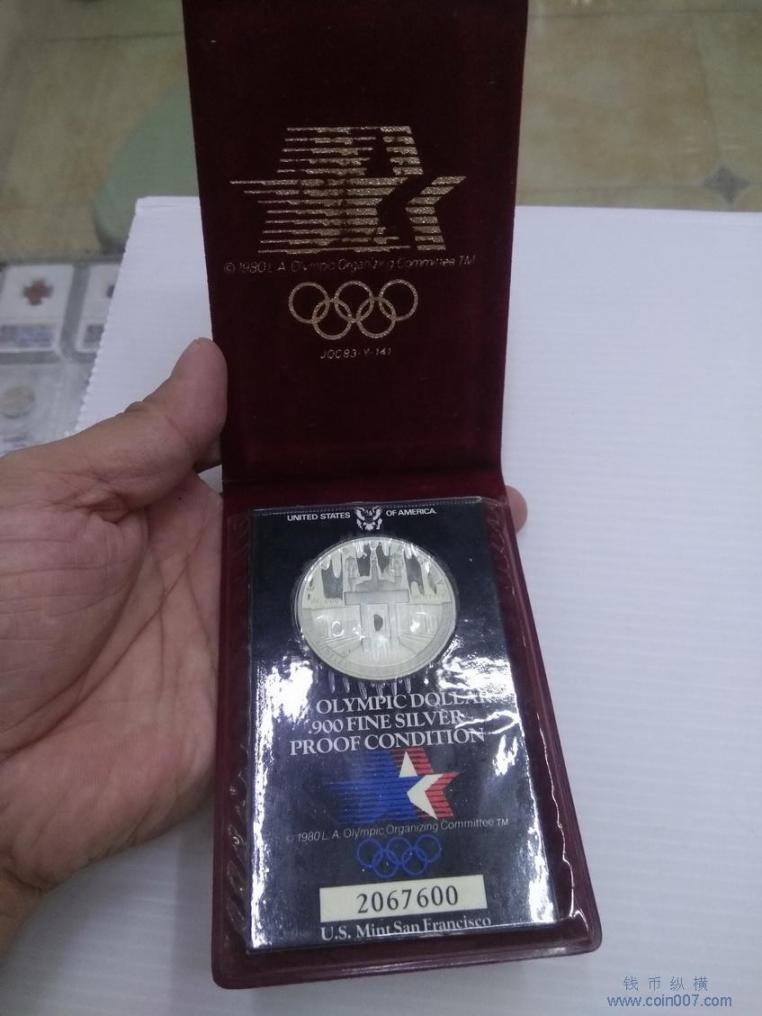 © 1980 L.A. Olympic Organizing Committee TM
JOC83-Y-141
UNITED STATES OF AMERICA
OLYMPIC DOLLAR
.900 FINE SILVER
PROOF CONDITION
© 1980 L.A. Olympic Organizing Committee TM
2067600
U.S. Mint San Francisco
钱币纵横
www.coin007.com